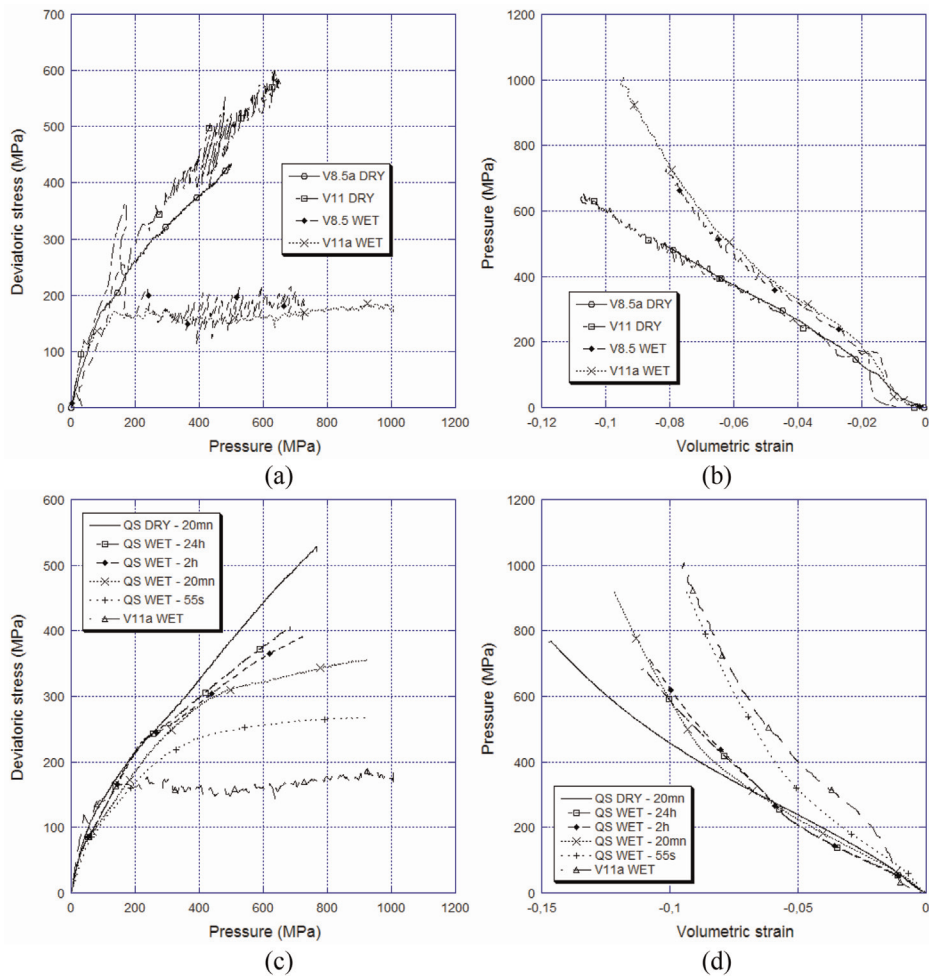 700
600
500
400
300
200
100
0
Deviatoric stress (MPa)
V8.5a DRY
V11 DRY
V8.5 WET
V11a WET
0 200 400 600 800 1000 1200
Pressure (MPa)
(a)
1200
1000
800
600
400
200
0
Pressure (MPa)
V8.5a DRY
V11 DRY
V8.5 WET
V11a WET
-0,12 -0,1 -0,08 -0,06 -0,04 -0,02 0
Volumetric strain
(b)
600
500
400
300
200
100
0
Deviatoric stress (MPa)
QS DRY - 20mn
QS WET - 24h
QS WET - 2h
QS WET - 20mn
QS WET - 55s
V11a WET
0 200 400 600 800 1000 1200
Pressure (MPa)
(c)
1200
1000
800
600
400
200
0
Pressure (MPa)
QS DRY - 20mn
QS WET - 24h
QS WET - 2h
QS WET - 20mn
QS WET - 55s
V11a WET
-0,15 -0,1 -0,05 0
Volumetric strain
(d)